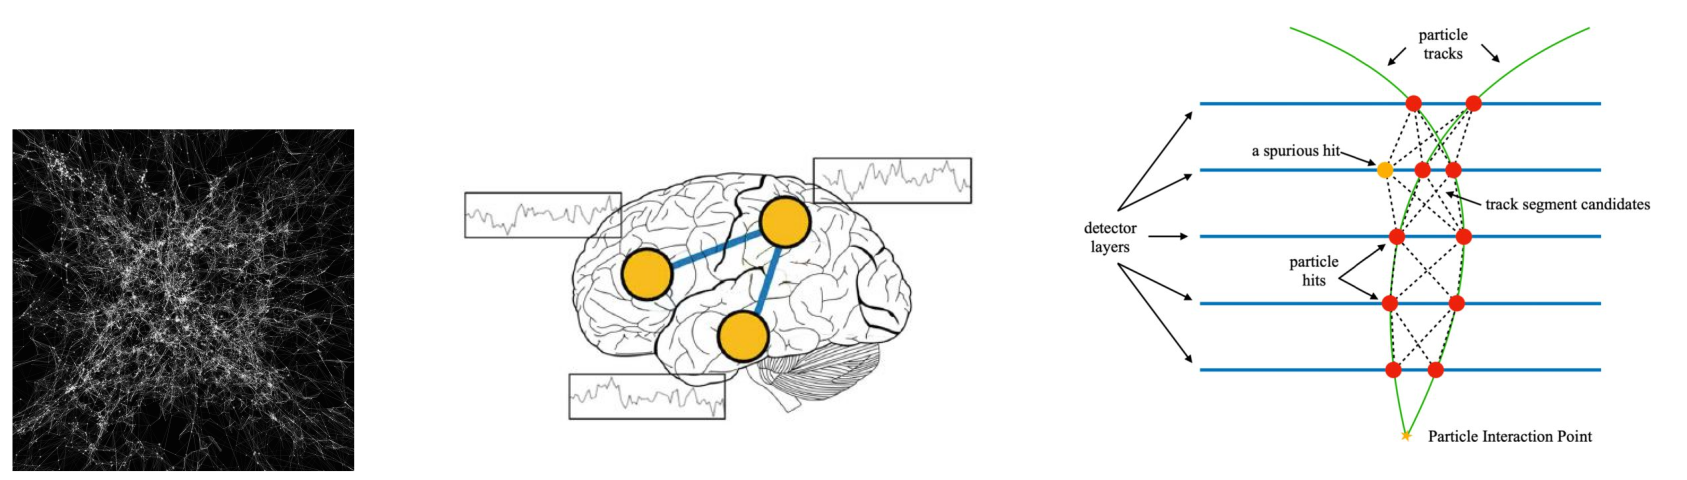 particle
tracks
a spurious hit
track segment candidates
detector
layers
particle
hits
Particle Interaction Point